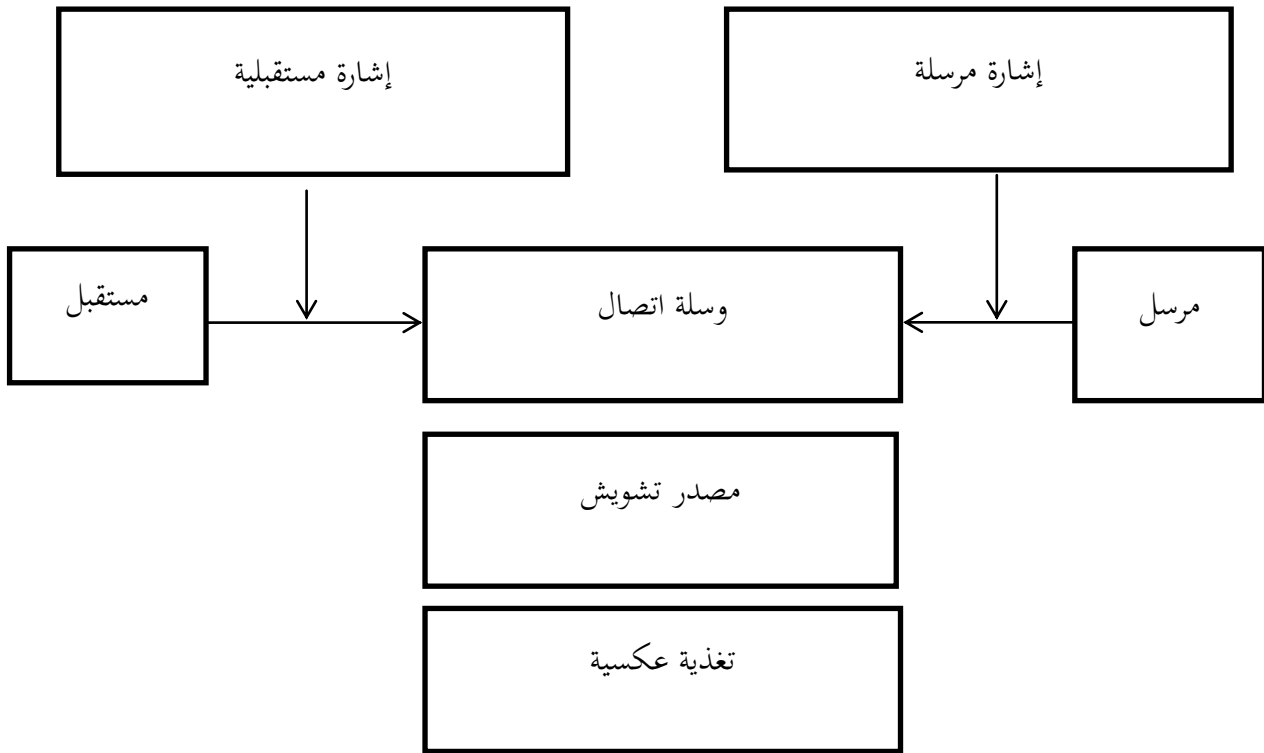 إشارة مرسلة
إشارة مستقبلية
مرسل
وسلة اتصال
مستقبل
مصدر تشويش
تغذية عكسية